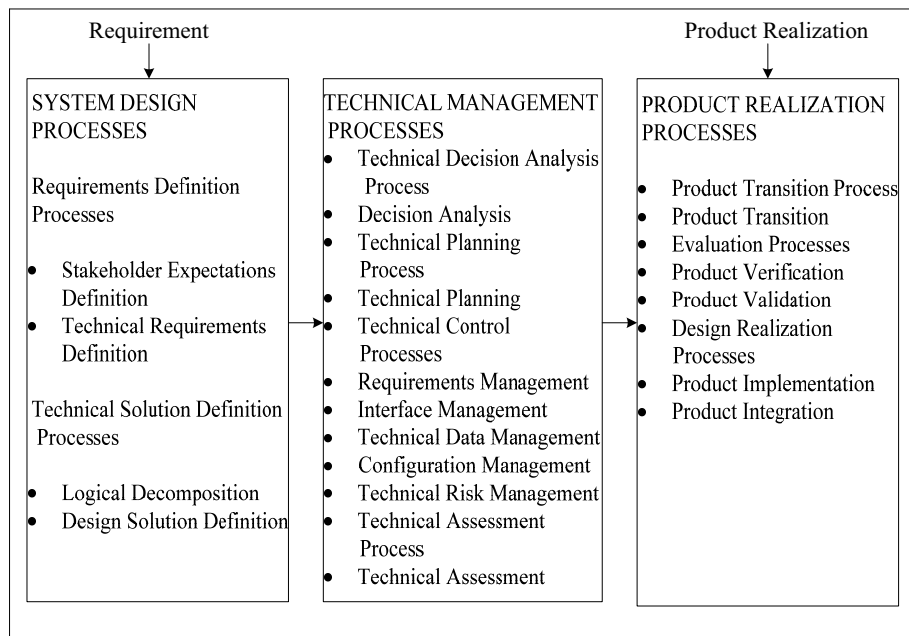 Requirement
Product Realization
SYSTEM DESIGN
PROCESSES
Requirements Definition
Processes
• Stakeholder Expectations
Definition
• Technical Requirements
Definition
Technical Solution Definition
Processes
• Logical Decomposition
• Design Solution Definition
TECHNICAL MANAGEMENT
PROCESSES
• Technical Decision Analysis
Process
• Decision Analysis
• Technical Planning
Process
• Technical Planning
• Technical Control
Processes
• Requirements Management
• Interface Management
• Technical Data Management
• Configuration Management
• Technical Risk Management
• Technical Assessment
Process
• Technical Assessment
PRODUCT REALIZATION
PROCESSES
• Product Transition Process
• Product Transition
• Evaluation Processes
• Product Verification
• Product Validation
• Design Realization
Processes
• Product Implementation
• Product Integration